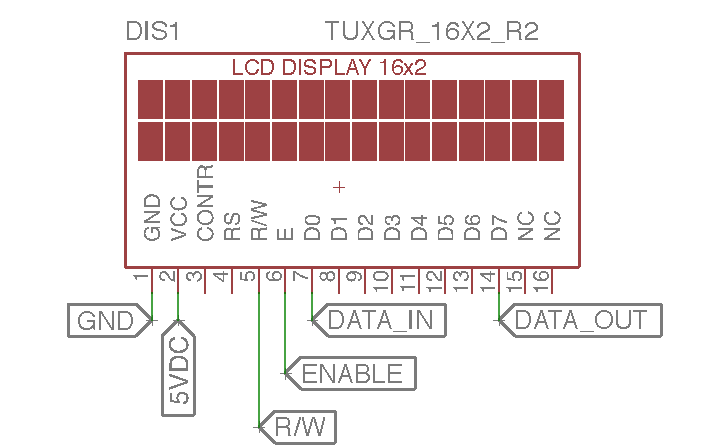 DIS1 TUXGR_16X2_R2
LCD DISPLAY 16x2
GND VCC CONTR RS R/W E D0 D1 D2 D3 D4 D5 D6 D7 NC NC
1 2 3 4 5 6 7 8 9 10 11 12 13 14 15 16
GND DATA_IN DATA_OUT
5VDC
ENABLE
R/W